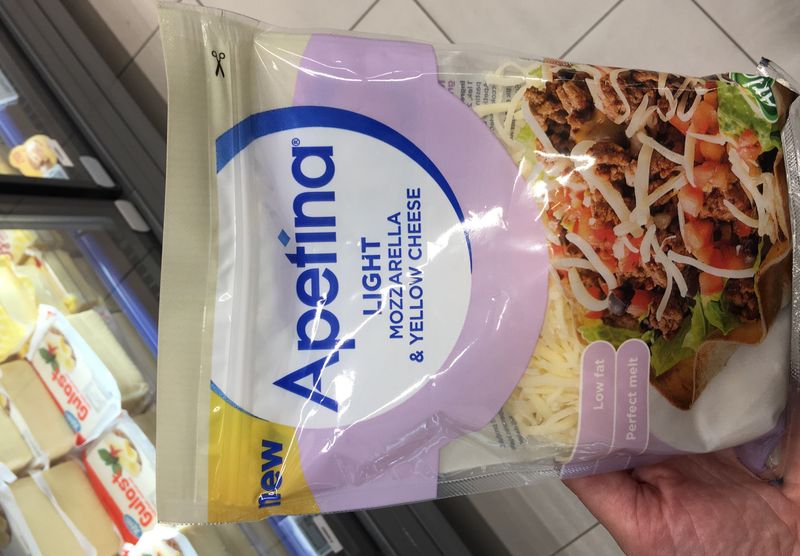 new
Apetina®
LIGHT
MOZZARELLA
& YELLOW CHEESE
Low fat
Perfect melt
Gulost
Gulost